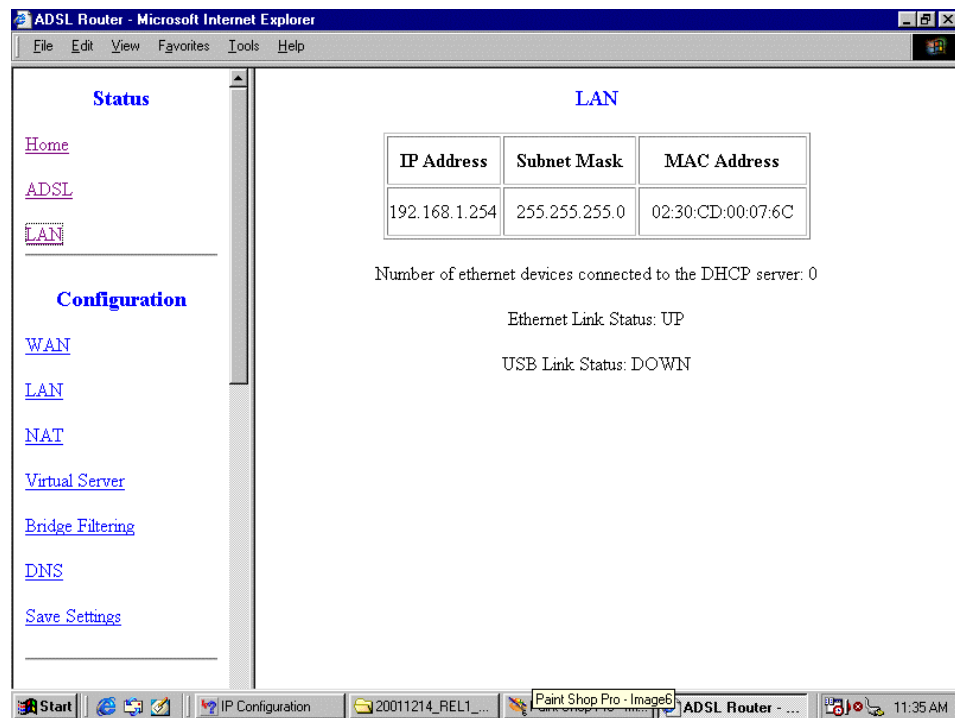 ADSL Router - Microsoft Internet Explorer
File Edit View Favorites Tools Help
Status
Home
ADSL
LAN
Configuration
WAN
LAN
NAT
Virtual Server
Bridge Filtering
DNS
Save Settings
LAN
IP Address Subnet Mask MAC Address
192.168.1.254 255.255.255.0 02:30:CD:00:07:6C
Number of ethernet devices connected to the DHCP server: 0
Ethernet Link Status: UP
USB Link Status: DOWN
Paint Shop Pro - Image6
Start IP Configuration 20011214_REL1_... ADSL Router - ... 11:35 AM